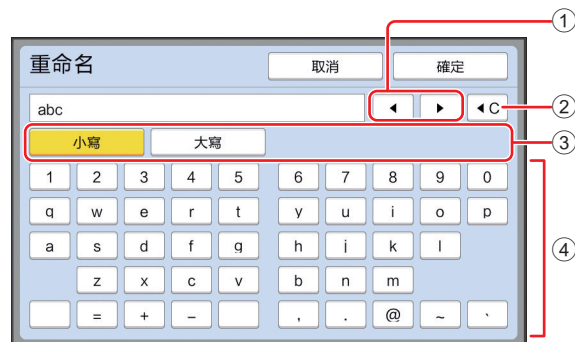 ①
重命名 取消 確定
abc ◀ ▶ ◀C ②
小寫 大寫 ③
1 2 3 4 5 6 7 8 9 0
q w e r t y u i o p
a s d f g h j k l ④
z x c v b n m
= + − , . @ ~ `